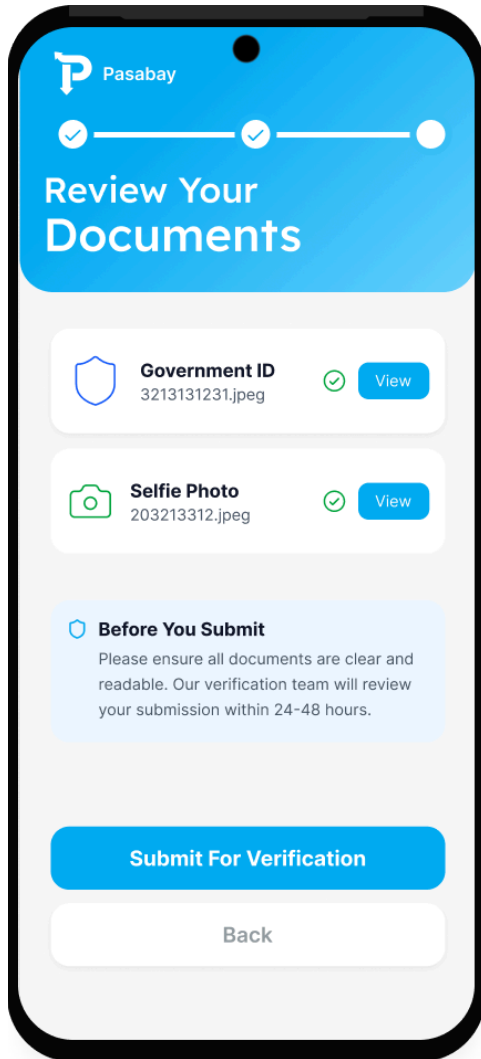 Pasabay
Review Your
Documents
Government ID
3213131231.jpeg
View
Selfie Photo
203213312.jpeg
View
Before You Submit
Please ensure all documents are clear and
readable. Our verification team will review
your submission within 24-48 hours.
Submit For Verification
Back